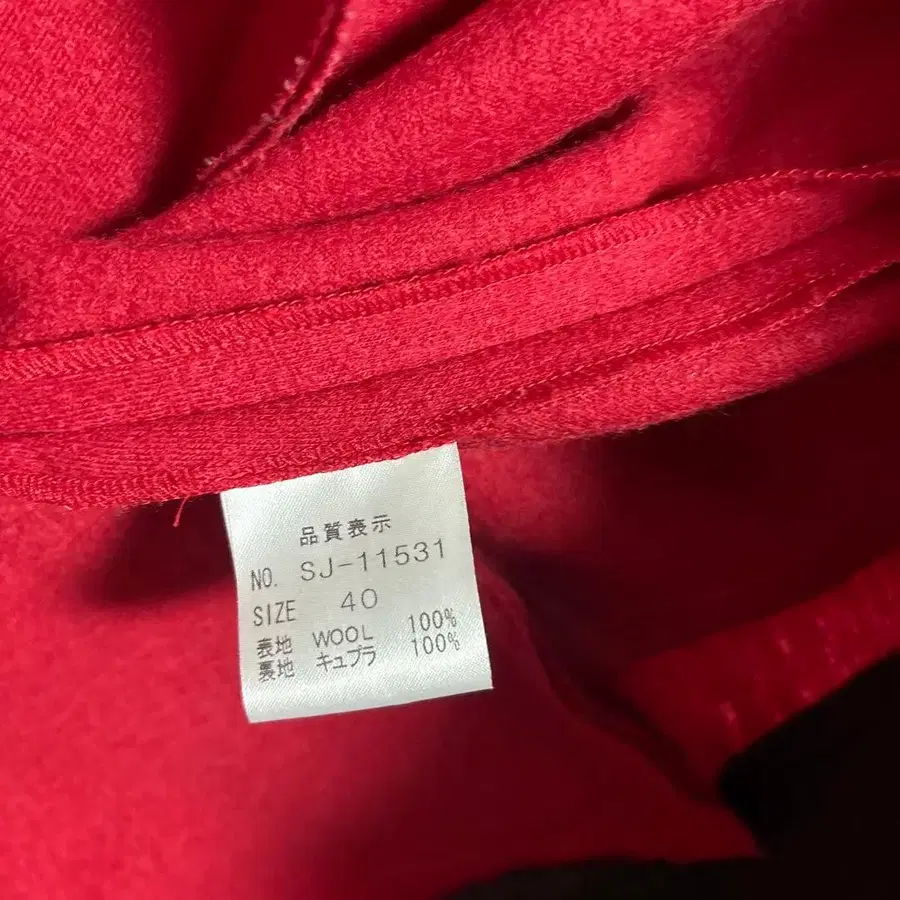 品質表示
NO. SJ-11531
SIZE 40
表地 WOOL 100%
裏地 キュプラ 100%